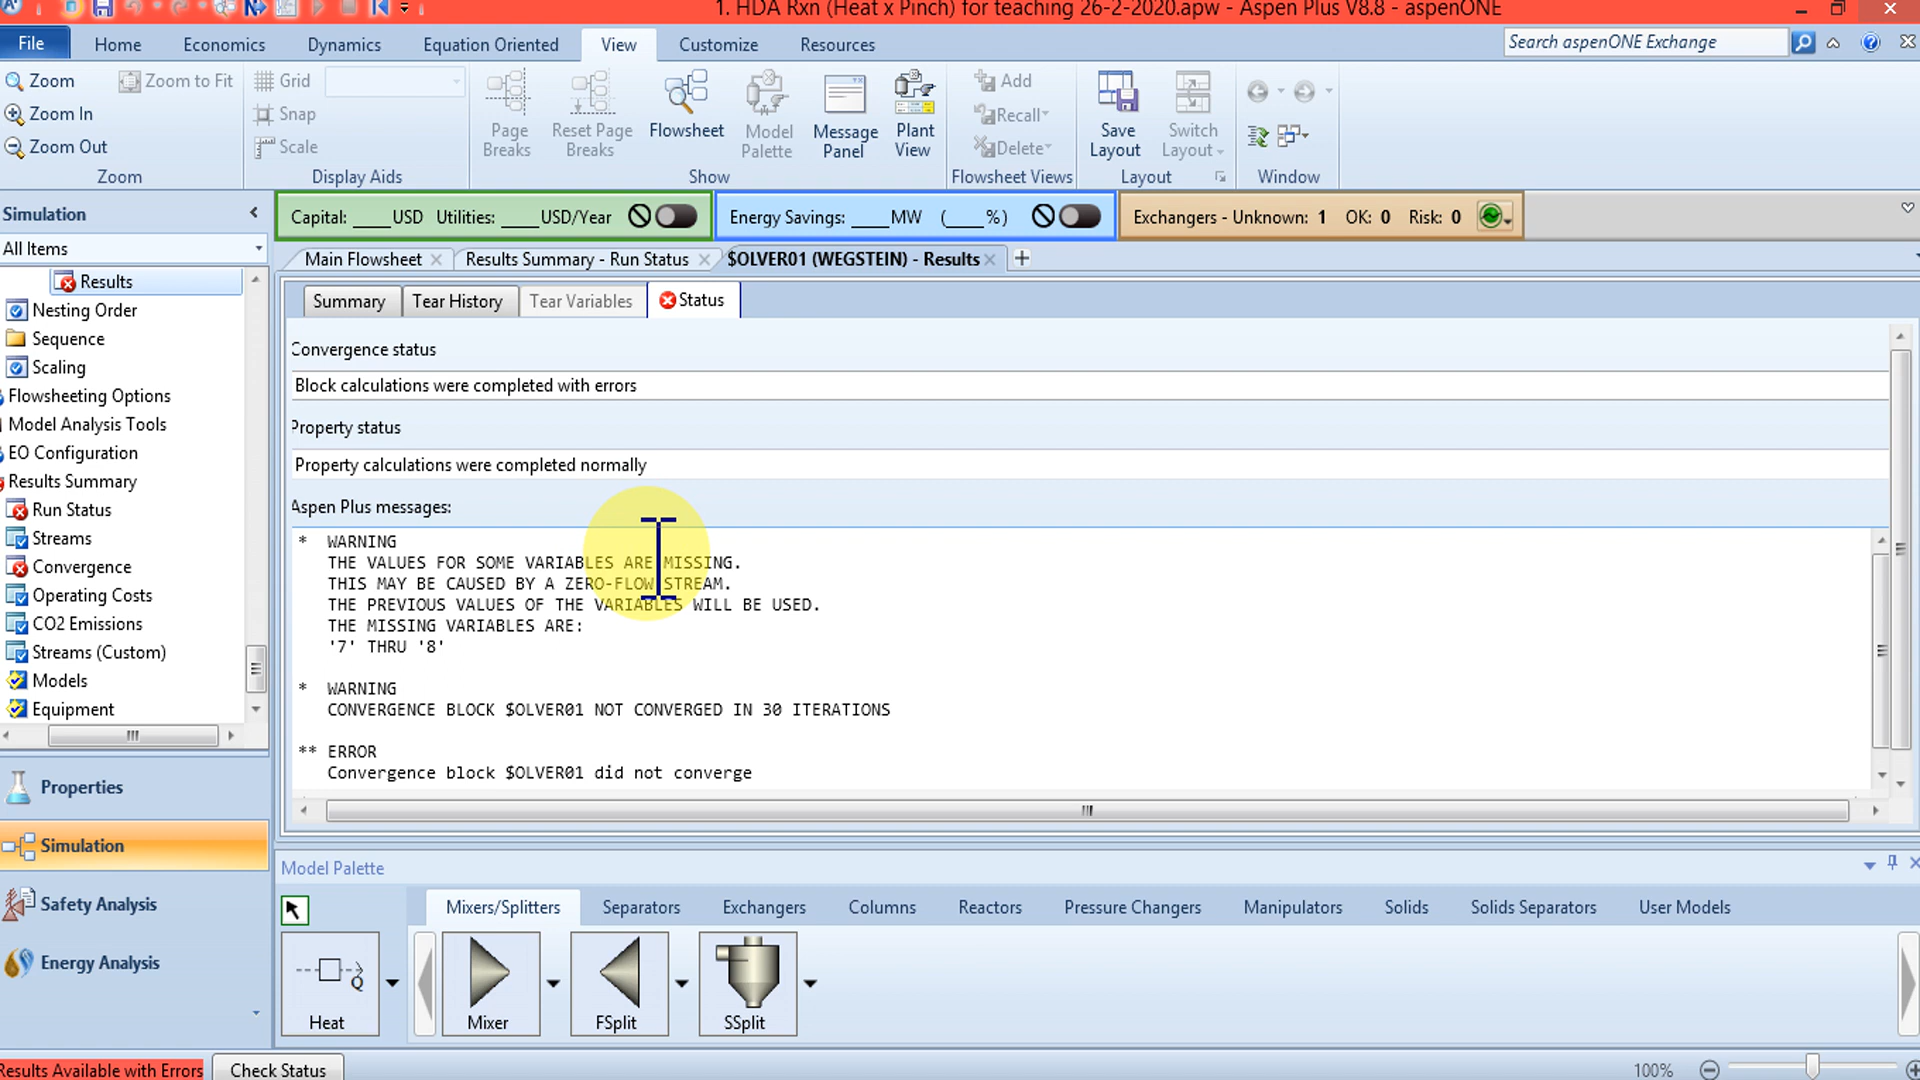 1. HDA Rxn (Heat x Pinch) for teaching 26-2-2020.apw - Aspen Plus V8.8 - aspenONE
File Home Economics Dynamics Equation Oriented View Customize Resources Search aspenONE Exchange
Zoom Zoom to Fit Grid
Zoom In Snap
Zoom Out Scale
Page Breaks
Reset Page Breaks
Flowsheet
Model Palette
Message Panel
Plant View
Add
Recall
Delete
Save Layout
Switch Layout
Zoom Display Aids Show Flowsheet Views Layout Window
Simulation
Capital: ____USD Utilities: ____USD/Year Energy Savings: ____MW (____%) Exchangers - Unknown: 1 OK: 0 Risk: 0
All Items
Main Flowsheet Results Summary - Run Status $OLVER01 (WEGSTEIN) - Results
Results
Nesting Order
Sequence
Scaling
Flowsheeting Options
Model Analysis Tools
EO Configuration
Results Summary
Run Status
Streams
Convergence
Operating Costs
CO2 Emissions
Streams (Custom)
Models
Equipment
Properties
Simulation
Safety Analysis
Energy Analysis
Summary Tear History Tear Variables Status
Convergence status
Block calculations were completed with errors
Property status
Property calculations were completed normally
Aspen Plus messages:
* WARNING
THE VALUES FOR SOME VARIABLES ARE MISSING.
THIS MAY BE CAUSED BY A ZERO-FLOW STREAM.
THE PREVIOUS VALUES OF THE VARIABLES WILL BE USED.
THE MISSING VARIABLES ARE:
'7' THRU '8'
* WARNING
CONVERGENCE BLOCK $OLVER01 NOT CONVERGED IN 30 ITERATIONS
** ERROR
Convergence block $OLVER01 did not converge
Model Palette
Mixers/Splitters Separators Exchangers Columns Reactors Pressure Changers Manipulators Solids Solids Separators User Models
Q
Heat Mixer FSplit SSplit
Results Available with Errors Check Status 100%